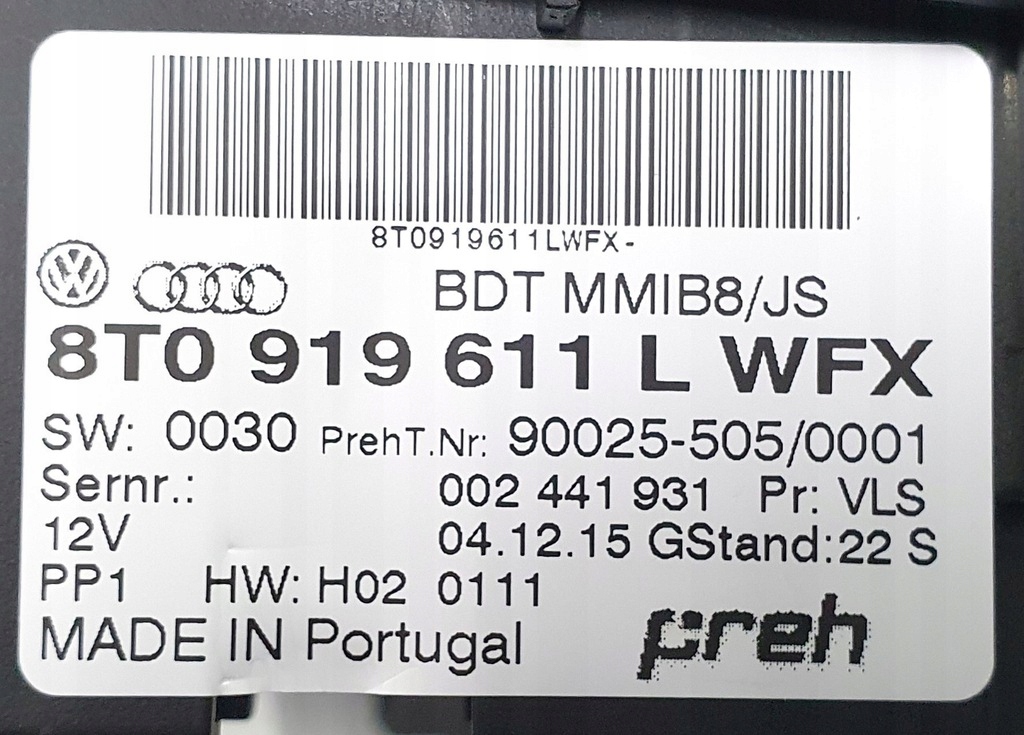 8T0919611LWFX-
BDT MMIB8/JS
8T0 919 611 L WFX
SW: 0030 PrehT.Nr: 90025-505/0001
Sernr.: 002 441 931 Pr: VLS
12V 04.12.15 GStand:22 S
PP1 HW: H02 0111
MADE IN Portugal preh